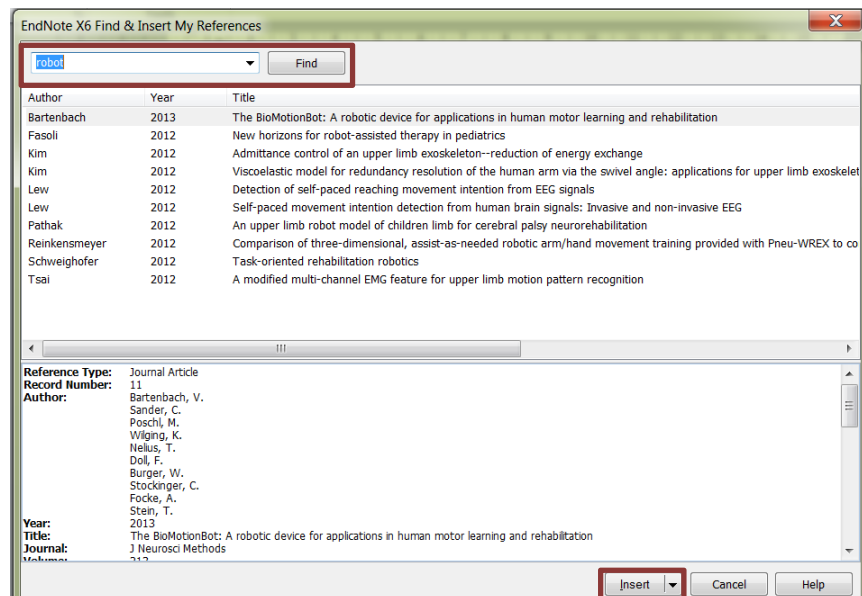 EndNote X6 Find & Insert My References
robot
Find
Author Year Title
Bartenbach 2013 The BioMotionBot: A robotic device for applications in human motor learning and rehabilitation
Fasoli 2012 New horizons for robot-assisted therapy in pediatrics
Kim 2012 Admittance control of an upper limb exoskeleton--reduction of energy exchange
Kim 2012 Viscoelastic model for redundancy resolution of the human arm via the swivel angle: applications for upper limb exoskelet
Lew 2012 Detection of self-paced reaching movement intention from EEG signals
Lew 2012 Self-paced movement intention detection from human brain signals: Invasive and non-invasive EEG
Pathak 2012 An upper limb robot model of children limb for cerebral palsy neurorehabilitation
Reinkensmeyer 2012 Comparison of three-dimensional, assist-as-needed robotic arm/hand movement training provided with Pneu-WREX to co
Schweighofer 2012 Task-oriented rehabilitation robotics
Tsai 2012 A modified multi-channel EMG feature for upper limb motion pattern recognition
Reference Type: Journal Article
Record Number: 11
Author: Bartenbach, V.
Sander, C.
Poschl, M.
Wilging, K.
Nelius, T.
Doll, F.
Burger, W.
Stockinger, C.
Focke, A.
Stein, T.
Year: 2013
Title: The BioMotionBot: A robotic device for applications in human motor learning and rehabilitation
Journal: J Neurosci Methods
Volume: 212
Insert Cancel Help